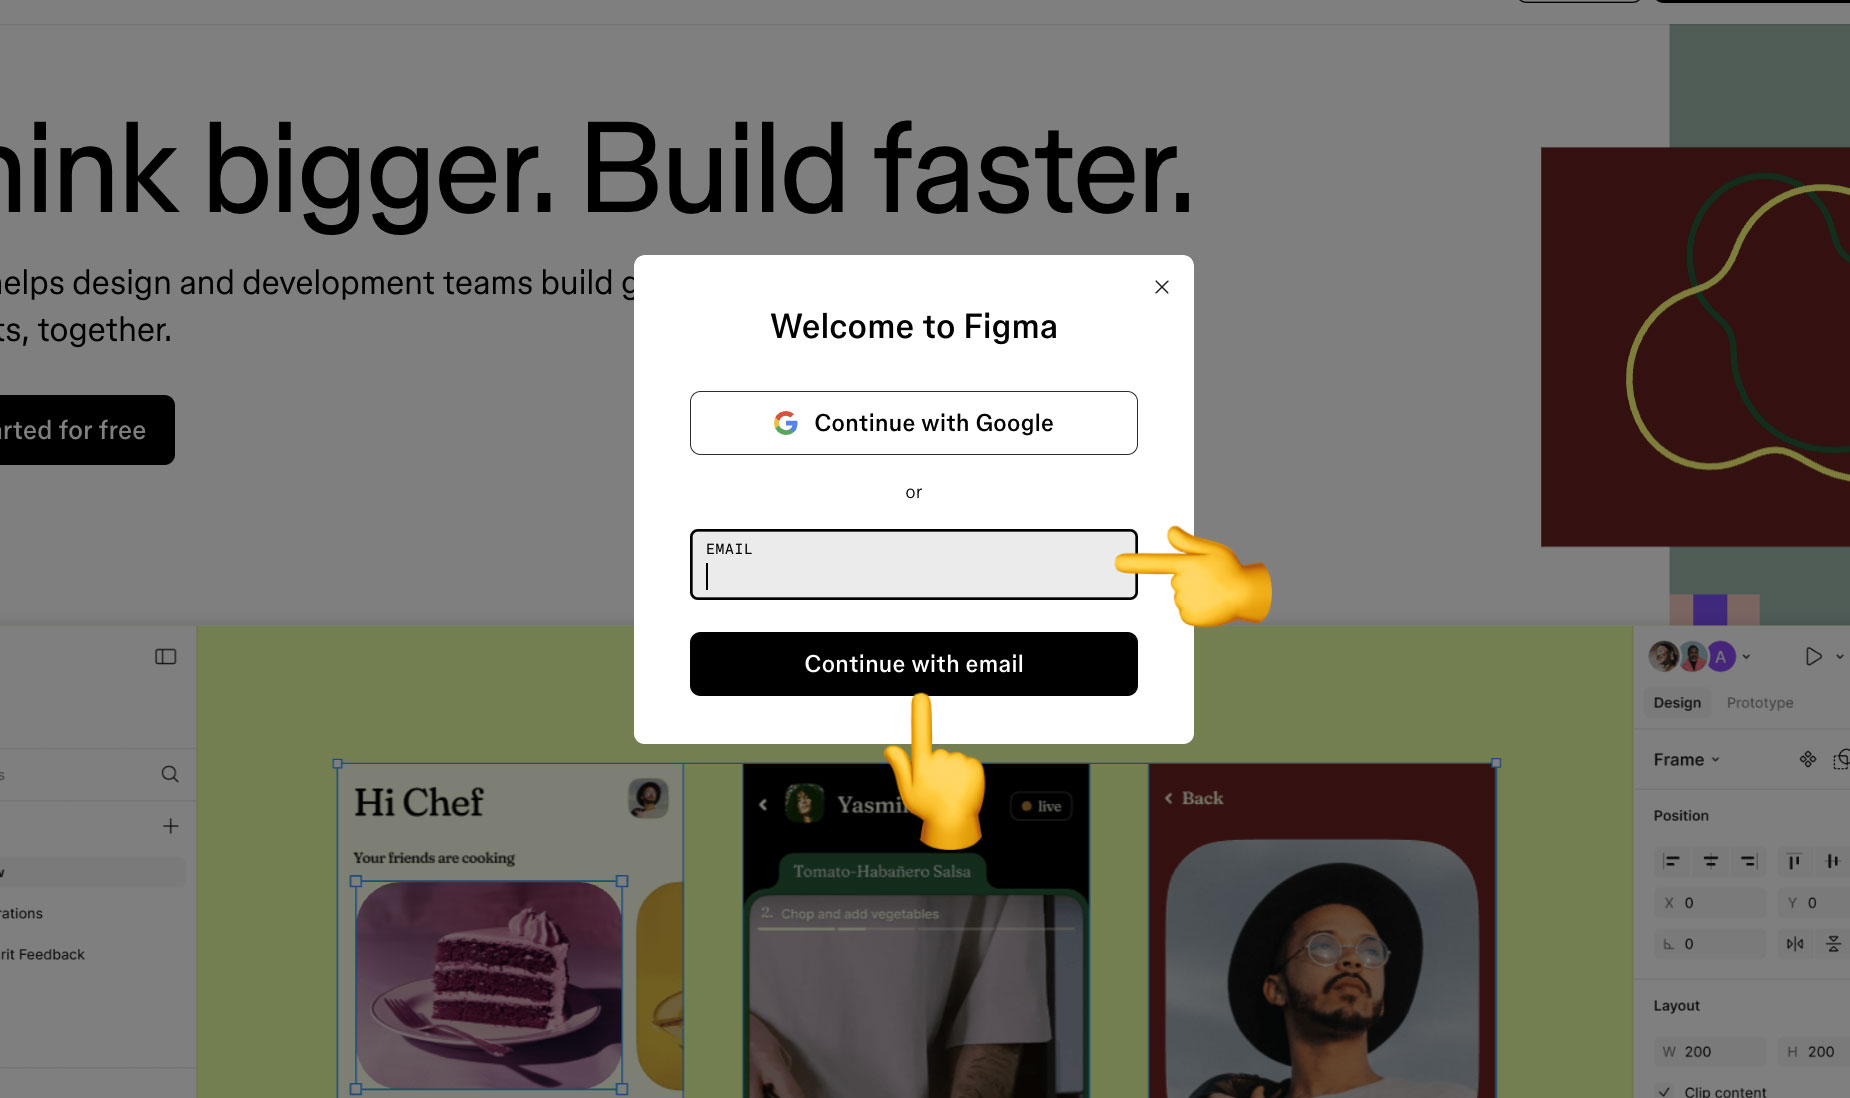 hink bigger. Build faster.
elps design and development teams build
ts, together.
rted for free
Welcome to Figma
Continue with Google
or
EMAIL
Continue with email
A
Design Prototype
Frame
Position
X 0 Y 0
0
Layout
W 200 H 200
Clip content
rations
rit Feedback
Hi Chef
Your friends are cooking
Yasmi
live
Tomato-Habañero Salsa
2. Chop and add vegetables
Back